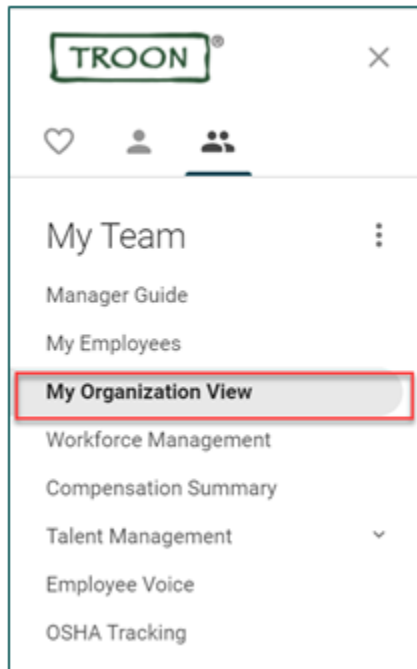 TROON®
My Team
Manager Guide
My Employees
My Organization View
Workforce Management
Compensation Summary
Talent Management
Employee Voice
OSHA Tracking